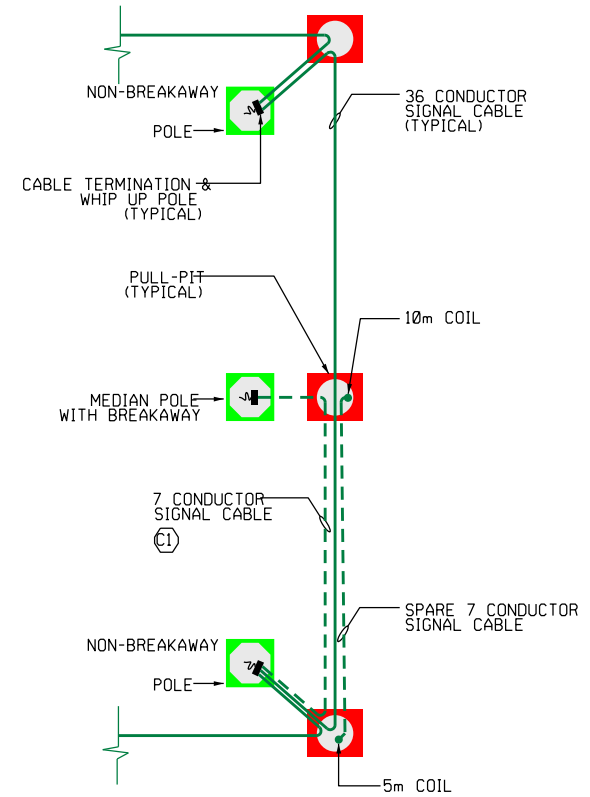 NON-BREAKAWAY
POLE
36 CONDUCTOR
SIGNAL CABLE
(TYPICAL)
CABLE TERMINATION &
WHIP UP POLE
(TYPICAL)
PULL-PIT
(TYPICAL)
10m COIL
MEDIAN POLE
WITH BREAKAWAY
7 CONDUCTOR
SIGNAL CABLE
C1
SPARE 7 CONDUCTOR
SIGNAL CABLE
NON-BREAKAWAY
POLE
5m COIL